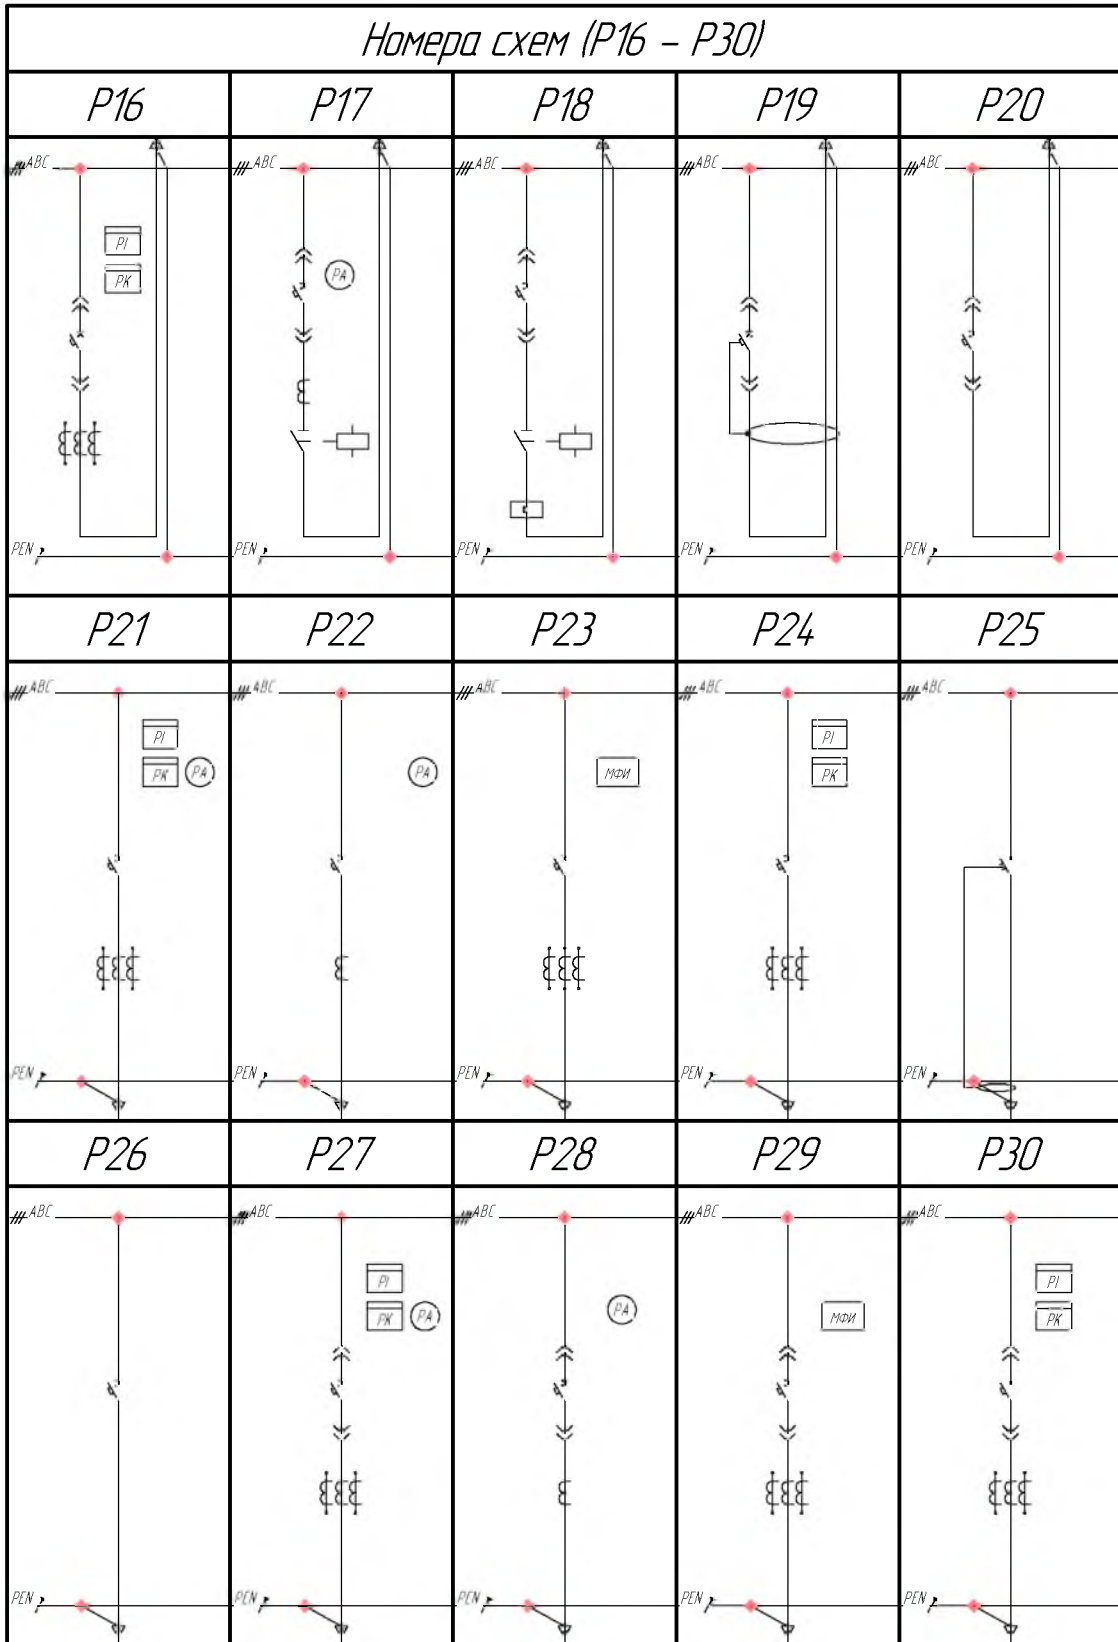 Номера схем (Р16 - Р30)
Р16 Р17 Р18 Р19 Р20
ABC ABC ABC ABC ABC
PI
PK PA
PEN PEN PEN PEN PEN
Р21 Р22 Р23 Р24 Р25
ABC ABC ABC ABC ABC
PI PI
PK PA PA МФИ PK
PEN PEN PEN PEN PEN
Р26 Р27 Р28 Р29 Р30
ABC ABC ABC ABC ABC
PI PI
PK PA PA МФИ PK
PEN PEN PEN PEN PEN